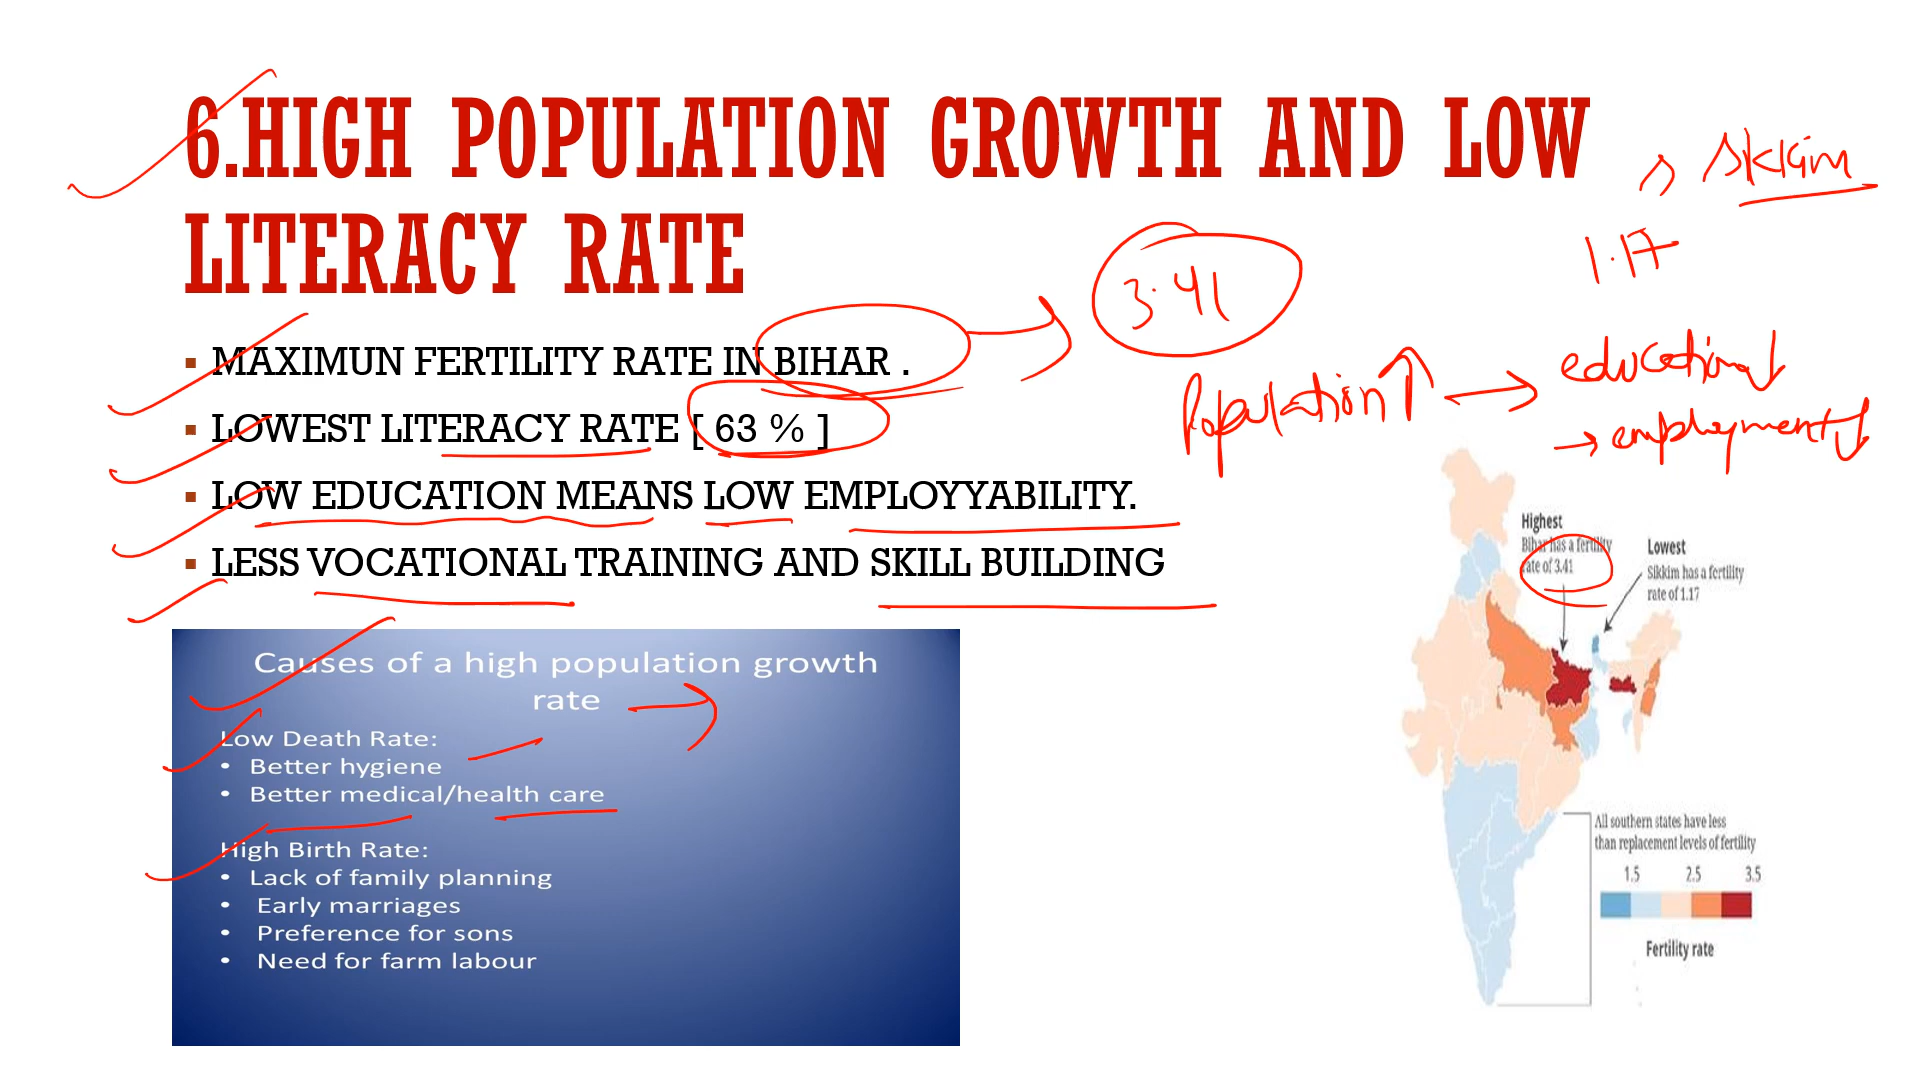 6.HIGH POPULATION GROWTH AND LOW
LITERACY RATE
Sikkim
1.17
3.41
▪ MAXIMUN FERTILITY RATE IN BIHAR .
▪ LOWEST LITERACY RATE [ 63 % ]
▪ LOW EDUCATION MEANS LOW EMPLOYYABILITY.
▪ LESS VOCATIONAL TRAINING AND SKILL BUILDING
Population↑ → educational↓
→ employment↓
Causes of a high population growth
rate →
Low Death Rate:
• Better hygiene
• Better medical/health care
High Birth Rate:
• Lack of family planning
• Early marriages
• Preference for sons
• Need for farm labour
Highest
Bihar has a fertility
rate of 3.41
Lowest
Sikkim has a fertility
rate of 1.17
All southern states have less
than replacement levels of fertility
1.5 2.5 3.5
Fertility rate